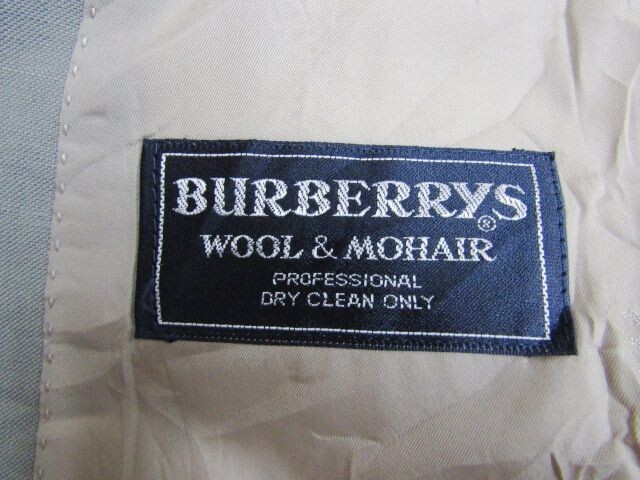 BURBERRYS®
WOOL & MOHAIR
PROFESSIONAL
DRY CLEAN ONLY